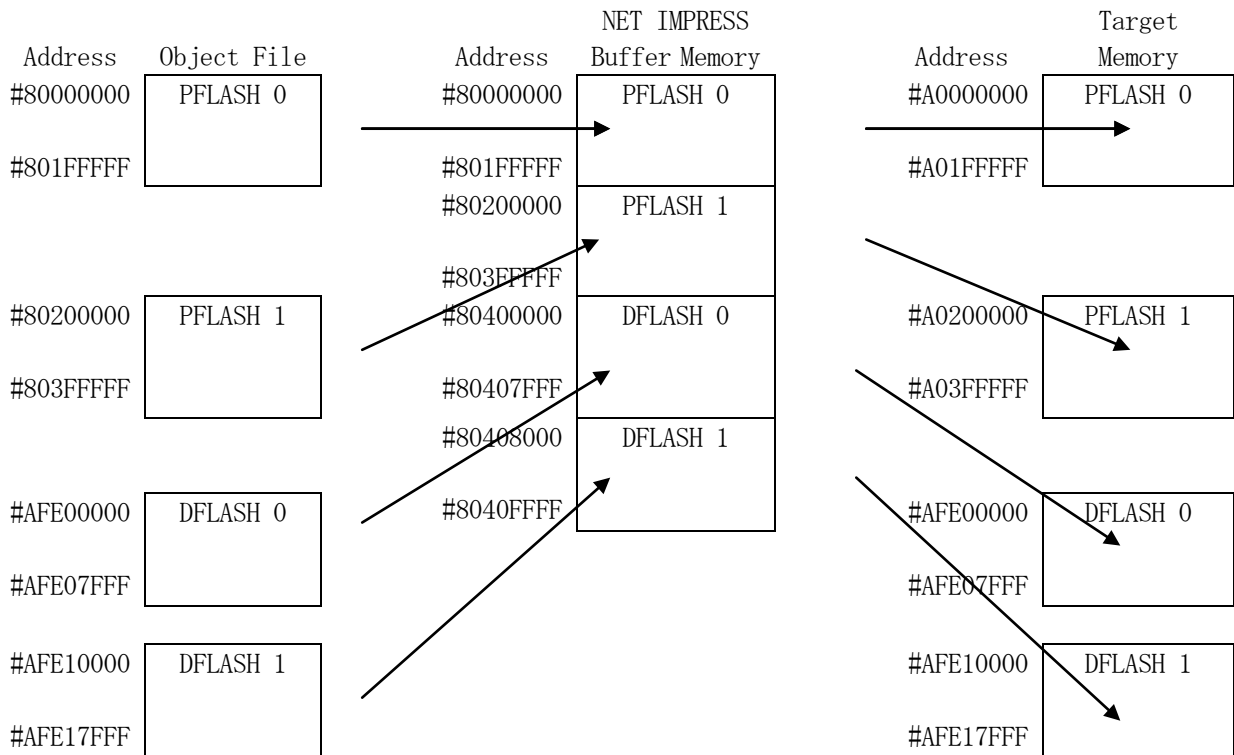 NET IMPRESS Target
Address Object File Address Buffer Memory Address Memory
#80000000 PFLASH 0 #80000000 PFLASH 0 #A0000000 PFLASH 0
#801FFFFF #801FFFFF #A01FFFFF
#80200000 PFLASH 1
#803FFFFF
#80200000 PFLASH 1 #80400000 DFLASH 0 #A0200000 PFLASH 1
#803FFFFF #80407FFF #A03FFFFF
#80408000 DFLASH 1
#AFE00000 DFLASH 0 #8040FFFF #AFE00000 DFLASH 0
#AFE07FFF #AFE07FFF
#AFE10000 DFLASH 1 #AFE10000 DFLASH 1
#AFE17FFF #AFE17FFF